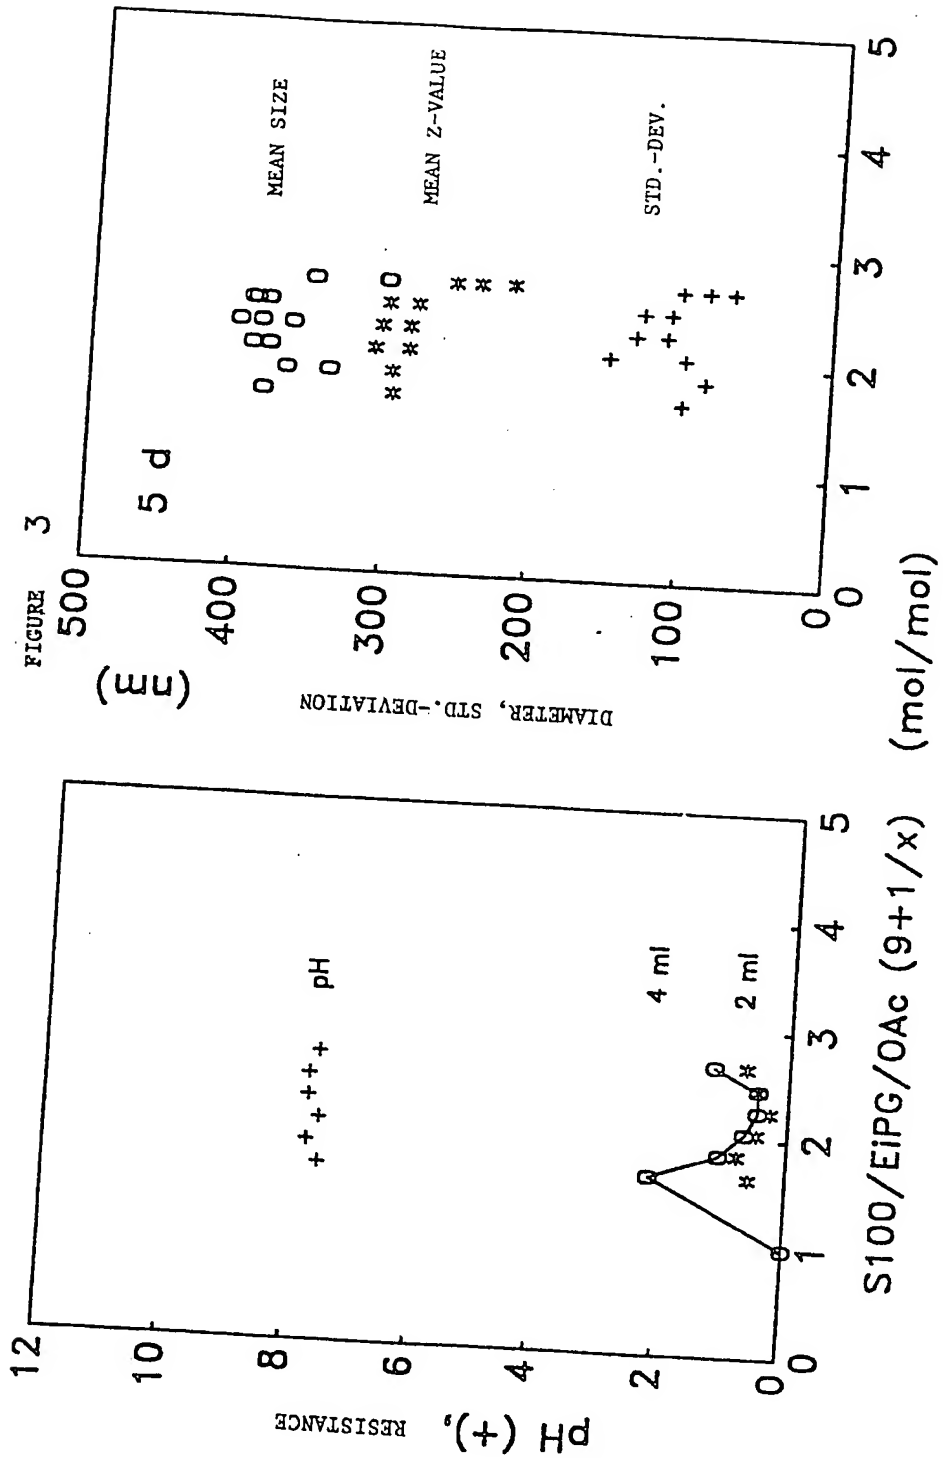 FIGURE 3
12
10
8
6
4
2
0
pH (+), RESISTANCE
pH
4 ml
2 ml
0 1 2 3 4 5
500
400
300
200
100
0
(nm)
DIAMETER, STD.-DEVIATION
5 d
MEAN SIZE
MEAN Z-VALUE
STD.-DEV.
0 1 2 3 4 5
S100/EiPG/OAc (9+1/x) (mol/mol)